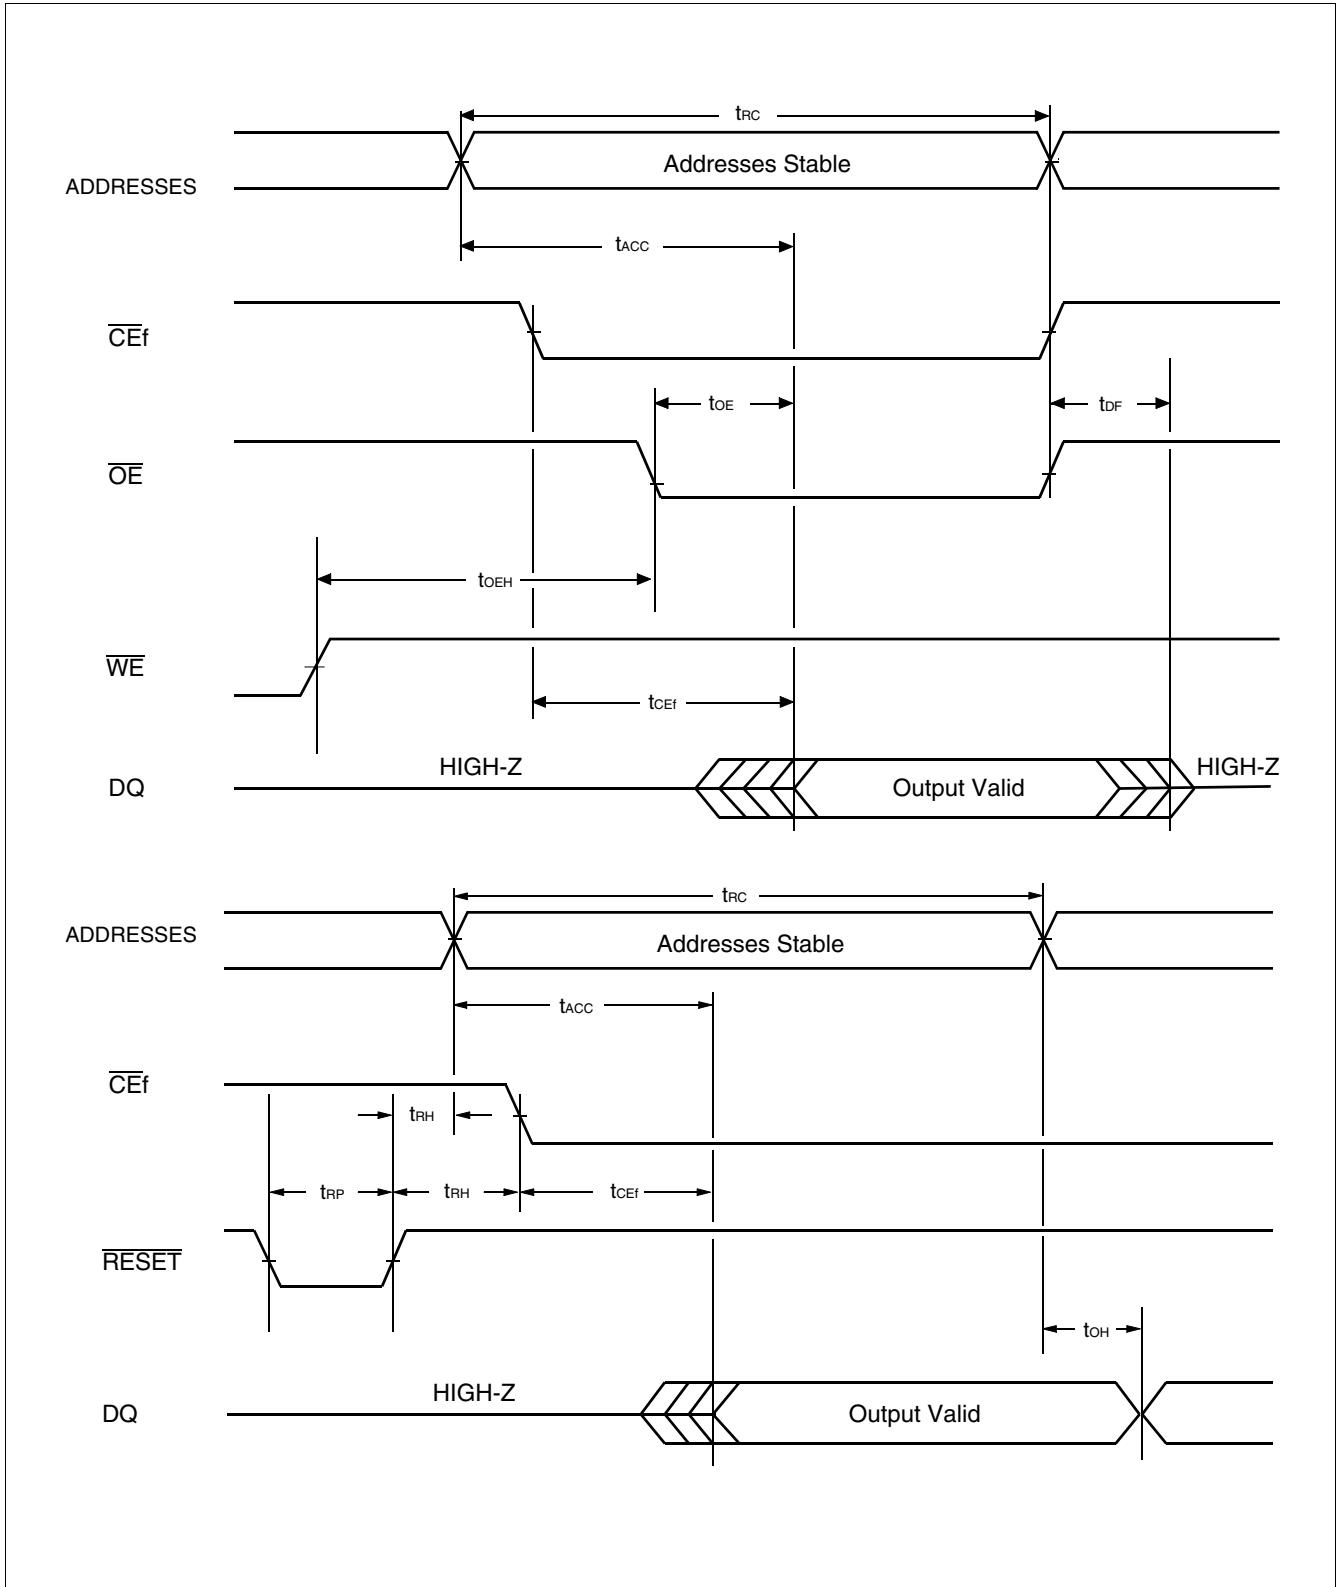 tRC
Addresses Stable
ADDRESSES
tACC
CEf
tOE
tDF
OE
tOEH
WE
tCEf
HIGH-Z
HIGH-Z
DQ
Output Valid
tRC
ADDRESSES
Addresses Stable
tACC
CEf
tRH
tRP
tRH
tCEf
RESET
tOH
HIGH-Z
DQ
Output Valid